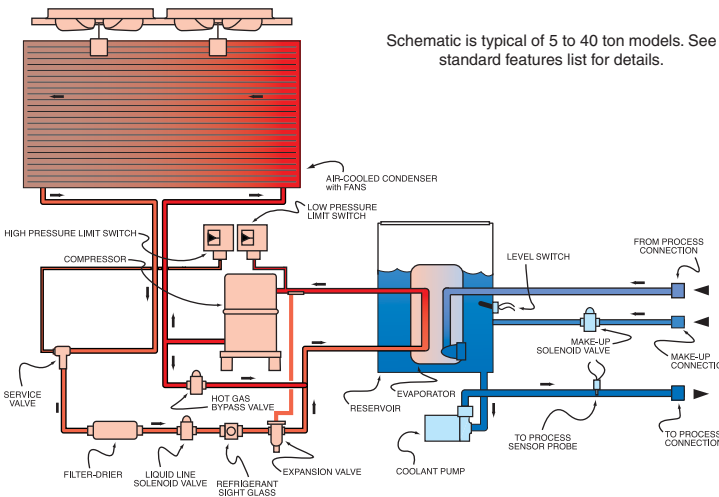 Schematic is typical of 5 to 40 ton models. See
standard features list for details.
AIR-COOLED CONDENSER
with FANS
LOW PRESSURE
LIMIT SWITCH
HIGH PRESSURE LIMIT SWITCH
COMPRESSOR
LEVEL SWITCH
FROM PROCESS
CONNECTION
MAKE-UP
SOLENOID VALVE
MAKE-UP
CONNECTIO
SERVICE
VALVE
HOT GAS
BYPASS VALVE
RESERVOIR
EVAPORATOR
TO PROCESS
SENSOR PROBE
TO PROCESS
CONNECTION
FILTER-DRIER
LIQUID LINE
SOLENOID VALVE
REFRIGERANT
SIGHT GLASS
EXPANSION VALVE
COOLANT PUMP